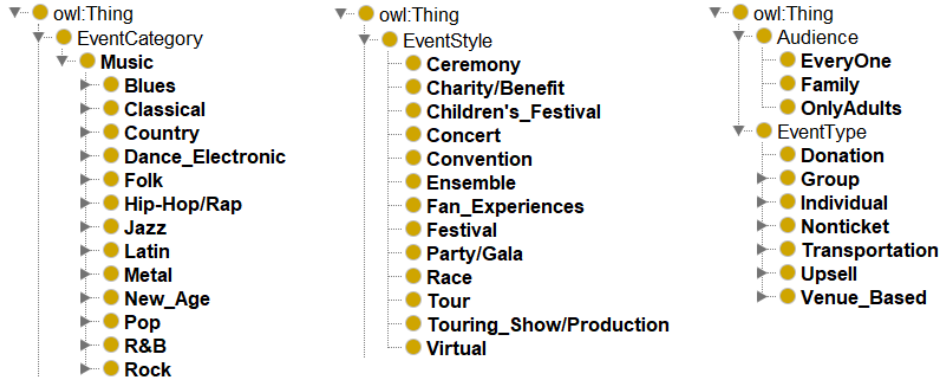 owl:Thing
EventCategory
Music
Blues
Classical
Country
Dance_Electronic
Folk
Hip-Hop/Rap
Jazz
Latin
Metal
New_Age
Pop
R&B
Rock
owl:Thing
EventStyle
Ceremony
Charity/Benefit
Children's_Festival
Concert
Convention
Ensemble
Fan_Experiences
Festival
Party/Gala
Race
Tour
Touring_Show/Production
Virtual
owl:Thing
Audience
EveryOne
Family
OnlyAdults
EventType
Donation
Group
Individual
Nonticket
Transportation
Upsell
Venue_Based